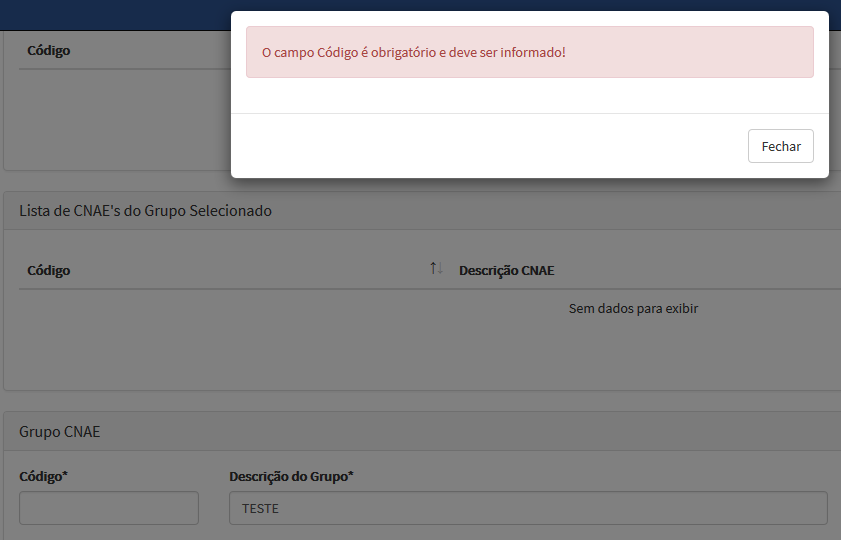 O campo Código é obrigatório e deve ser informado!
Fechar
Código
Lista de CNAE's do Grupo Selecionado
Código
Descrição CNAE
Sem dados para exibir
Grupo CNAE
Código*
Descrição do Grupo*
TESTE